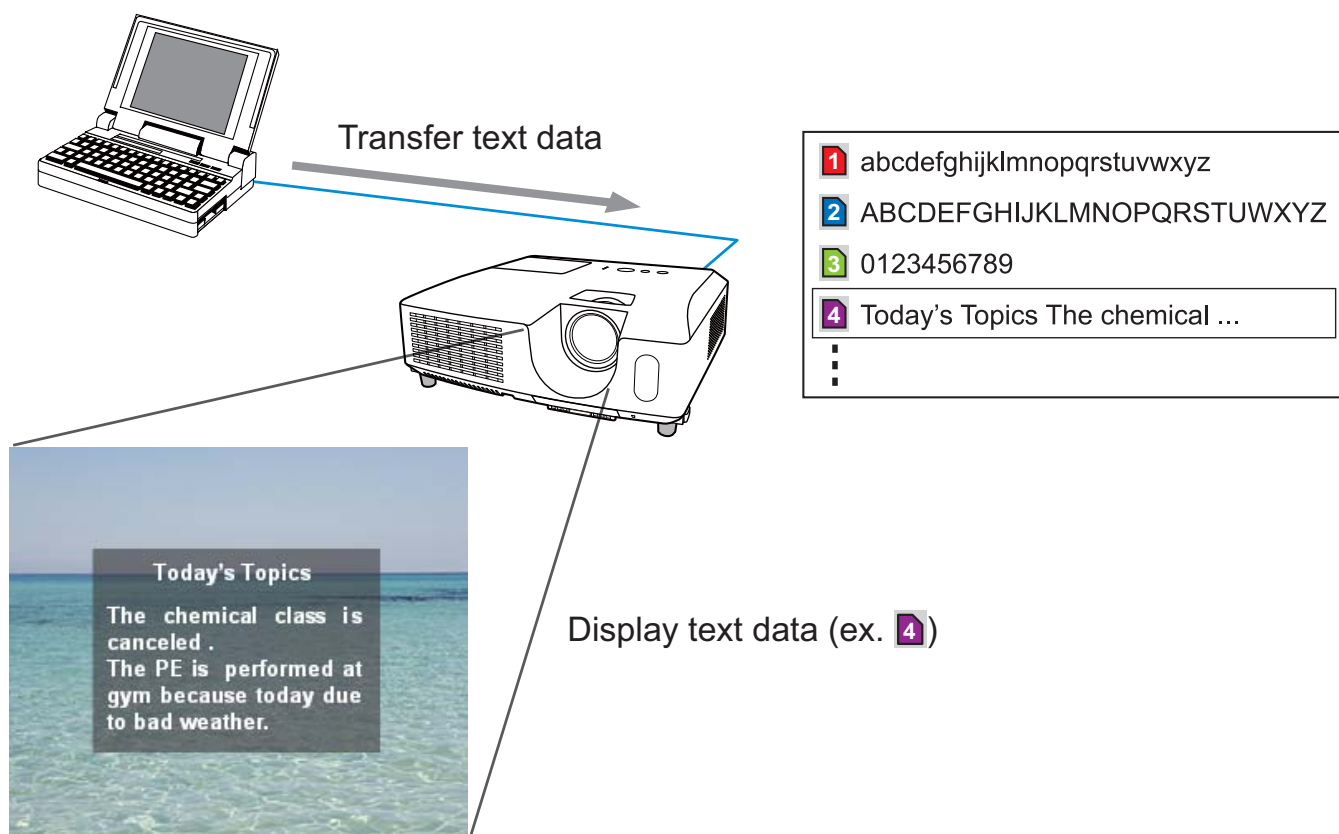 Transfer text data
1 abcdefghijklmnopqrstuvwxyz
2 ABCDEFGHIJKLMNOPQRSTUWXYZ
3 0123456789
4 Today’s Topics The chemical ...
Today's Topics
The chemical class is
canceled .
The PE is performed at
gym because today due
to bad weather.
Display text data (ex. 4)